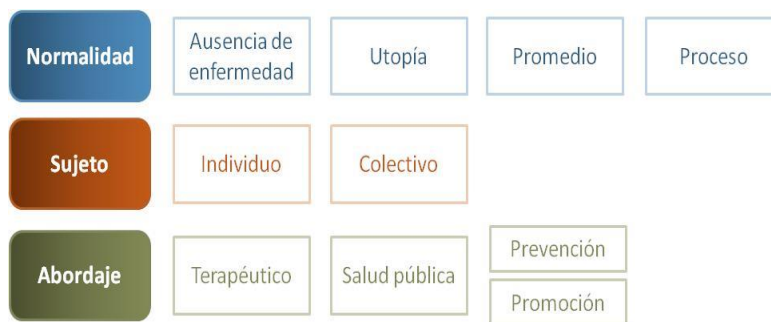 Normalidad
Ausencia de
enfermedad
Utopía
Promedio
Proceso
Sujeto
Individuo
Colectivo
Abordaje
Terapéutico
Salud pública
Prevención
Promoción